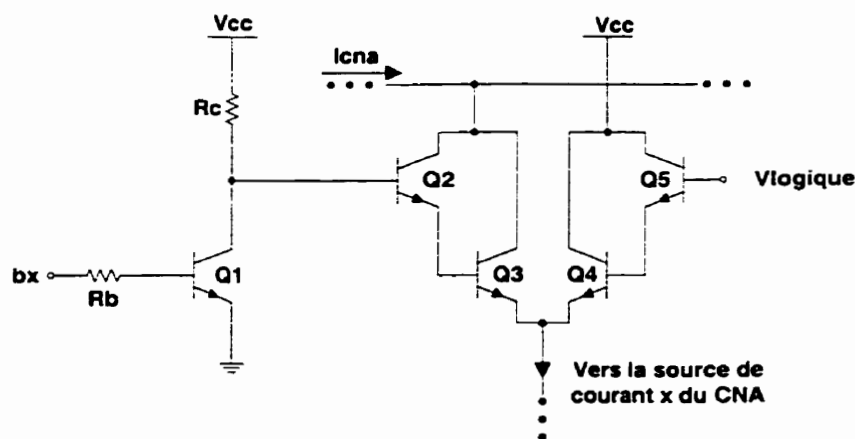 Vcc
Vcc
Icna
Rc
Q2
Q5
Vlogique
bx
Rb
Q1
Q3
Q4
Vers la source de
courant x du CNA